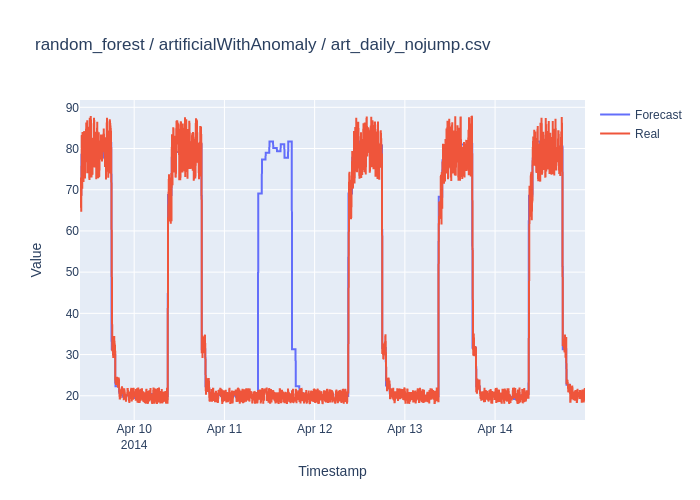 random_forest / artificialWithAnomaly / art_daily_nojump.csv
Forecast
Real
Value
90
80
70
60
50
40
30
20
Apr 10
2014
Apr 11
Apr 12
Apr 13
Apr 14
Timestamp